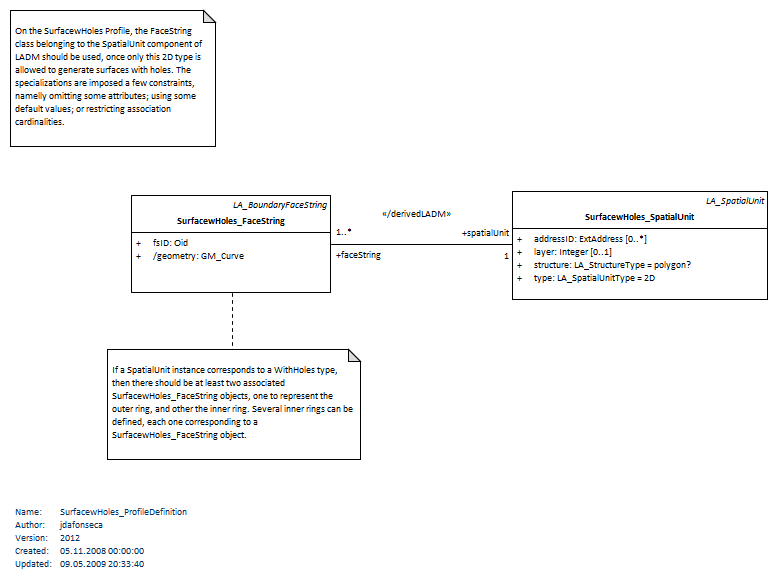 On the SurfacewHoles Profile, the FaceString
class belonging to the SpatialUnit component of
LADM should be used, once only this 2D type is
allowed to generate surfaces with holes. The
specializations are imposed a few constraints,
namelly omitting some attributes; using some
default values; or restricting association
cardinalities.
LA_BoundaryFaceString
SurfacewHoles_FaceString
+ fsID: Oid
+ /geometry: GM_Curve
«/derivedLADM»
1..*
+spatialUnit
+faceString
1
LA_SpatialUnit
SurfacewHoles_SpatialUnit
+ addressID: ExtAddress [0..*]
+ layer: Integer [0..1]
+ structure: LA_StructureType = polygon?
+ type: LA_SpatialUnitType = 2D
If a SpatialUnit instance corresponds to a WithHoles type,
then there should be at least two associated
SurfacewHoles_FaceString objects, one to represent the
outer ring, and other the inner ring. Several inner rings can be
defined, each one corresponding to a
SurfacewHoles_FaceString object.
Name: SurfacewHoles_ProfileDefinition
Author: jdafonseca
Version: 2012
Created: 05.11.2008 00:00:00
Updated: 09.05.2009 20:33:40